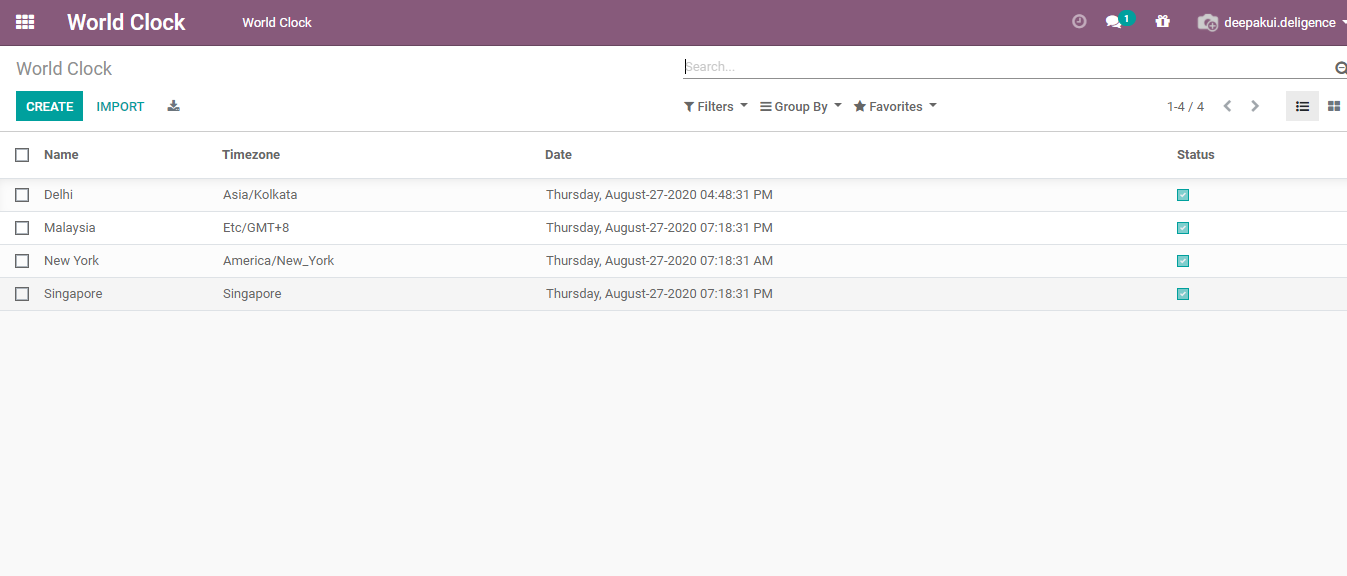 World Clock World Clock 1 deepakui.deligence
World Clock Search...
CREATE IMPORT Filters Group By Favorites 1-4 / 4
Name Timezone Date Status
Delhi Asia/Kolkata Thursday, August-27-2020 04:48:31 PM
Malaysia Etc/GMT+8 Thursday, August-27-2020 07:18:31 PM
New York America/New_York Thursday, August-27-2020 07:18:31 AM
Singapore Singapore Thursday, August-27-2020 07:18:31 PM